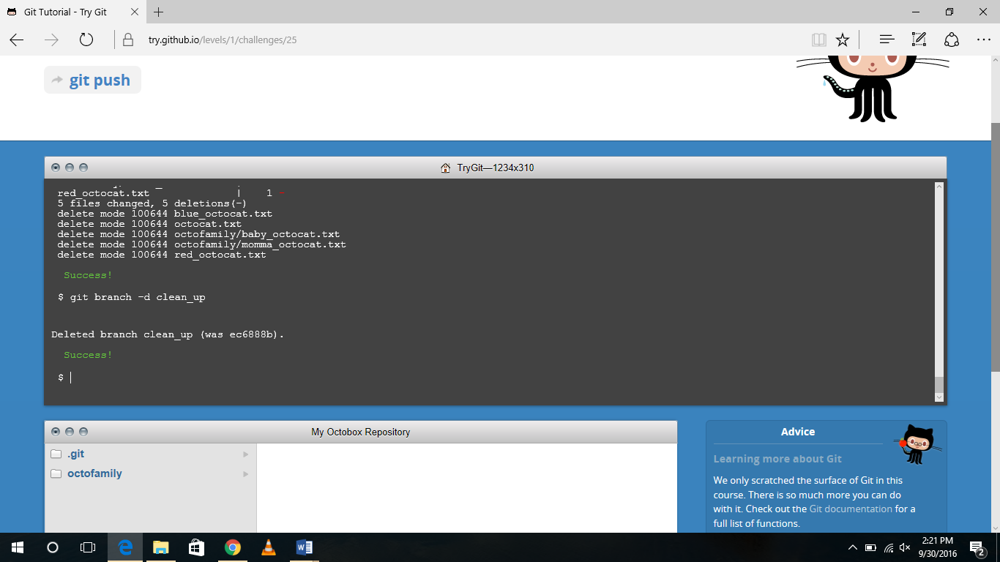 Git Tutorial - Try Git
try.github.io/levels/1/challenges/25
git push
TryGit—1234x310
red_octocat.txt | 1 -
5 files changed, 5 deletions(-)
delete mode 100644 blue_octocat.txt
delete mode 100644 octocat.txt
delete mode 100644 octofamily/baby_octocat.txt
delete mode 100644 octofamily/momma_octocat.txt
delete mode 100644 red_octocat.txt
Success!
$ git branch -d clean_up
Deleted branch clean_up (was ec6888b).
Success!
$
My Octobox Repository
.git
octofamily
Advice
Learning more about Git
We only scratched the surface of Git in this
course. There is so much more you can do
with it. Check out the Git documentation for a
full list of functions.
2:21 PM
9/30/2016
2